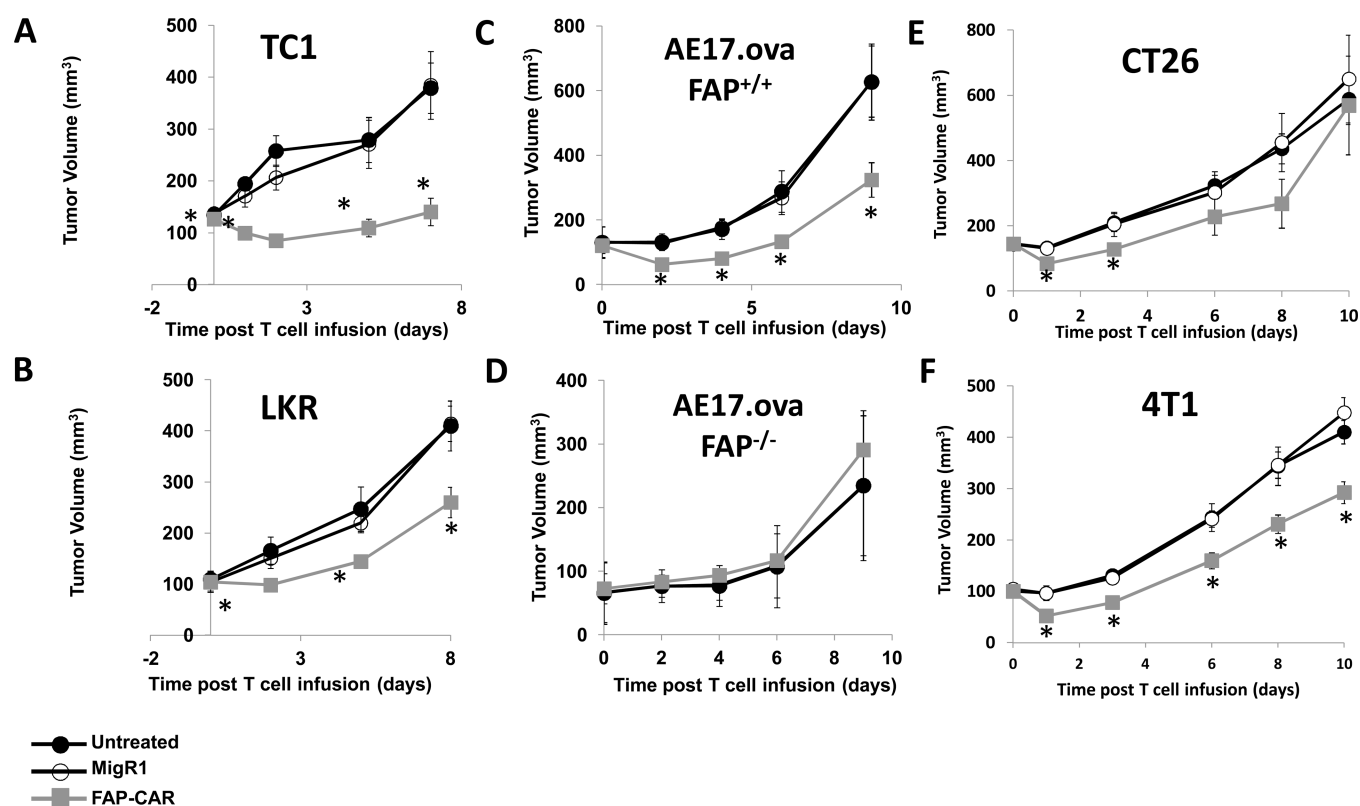 A
TC1
Tumor Volume (mm³)
500
400
300
200
100
0
-2
3
8
* * * *
Time post T cell infusion (days)
B
LKR
Tumor Volume (mm³)
500
400
300
200
100
0
-2
3
8
* * *
Time post T cell infusion (days)
C
AE17.ova
FAP+/+
Tumor Volume (mm³)
800
600
400
200
0
0
5
10
* * * *
Time post T cell infusion (days)
D
AE17.ova
FAP-/-
Tumor Volume (mm³)
400
300
200
100
0
0 2 4 6 8 10
Time post T cell infusion (days)
E
CT26
Tumor Volume (mm³)
800
600
400
200
0
0 2 4 6 8 10
* *
Time post T cell infusion (days)
F
4T1
Tumor Volume (mm³)
500
400
300
200
100
0
0 2 4 6 8 10
* * * * *
Time post T cell infusion (days)
Untreated
MigR1
FAP-CAR